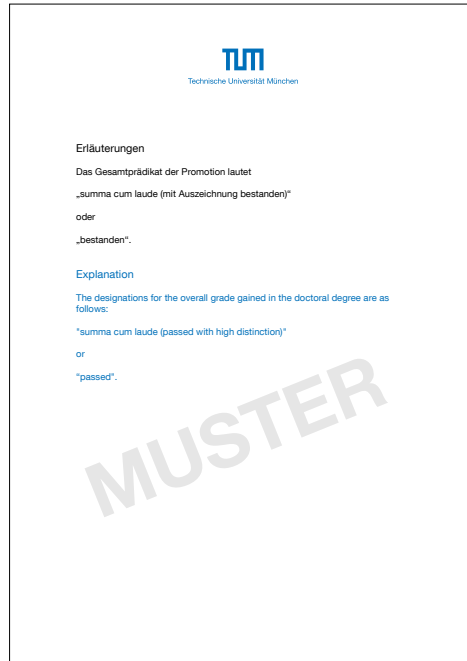 TUM
Technische Universität München
Erläuterungen
Das Gesamtprädikat der Promotion lautet
„summa cum laude (mit Auszeichnung bestanden)“
oder
„bestanden“.
Explanation
The designations for the overall grade gained in the doctoral degree are as
follows:
"summa cum laude (passed with high distinction)"
or
“passed”.
MUSTER